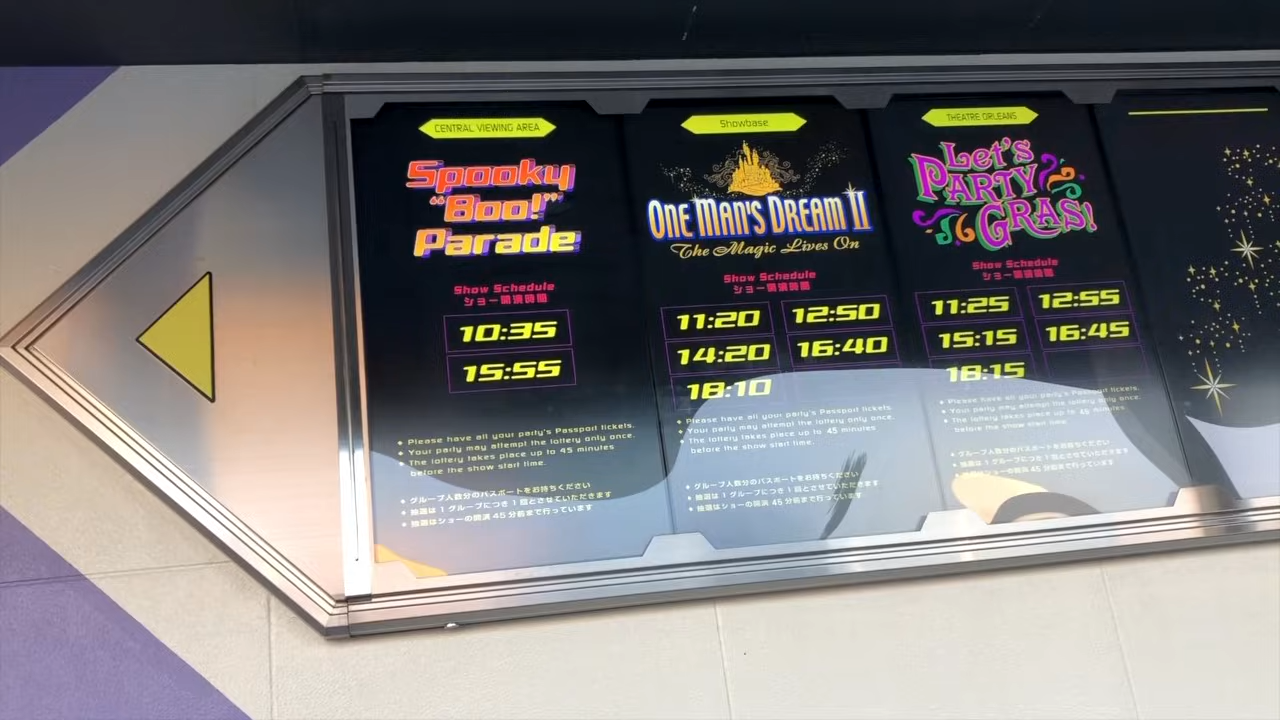 CENTRAL VIEWING AREA
Spooky
“Boo!”
Parade
Show Schedule
ショー開演時間
10:35
15:55
◆ Please have all your party's Passport tickets.
◆ Your party may attempt the lottery only once.
◆ The lottery takes place up to 45 minutes
before the show start time.
◆ グループ人数分のパスポートをお持ちください
◆ 抽選は 1 グループにつき 1 回とさせていただきます
◆ 抽選はショーの開演 45 分前まで行っています
Showbase
ONE MAN'S DREAM II
The Magic Lives On
Show Schedule
ショー開演時間
11:20 12:50
14:20 16:40
18:10
◆ Please have all your party's Passport tickets.
◆ Your party may attempt the lottery only once.
◆ The lottery takes place up to 45 minutes
before the show start time.
◆ グループ人数分のパスポートをお持ちください
◆ 抽選は 1 グループにつき 1 回とさせていただきます
◆ 抽選はショーの開演 45 分前まで行っています
THEATRE ORLEANS
LET'S
PARTY
GRAS!
Show Schedule
ショー開演時間
11:25 12:55
15:15 16:45
18:15
◆ Please have all your party's Passport tickets.
◆ Your party may attempt the lottery only once.
◆ The lottery takes place up to 45 minutes
before the show start time.
◆ グループ人数分のパスポートをお持ちください
◆ 抽選は 1 グループにつき 1 回とさせていただきます
◆ 抽選はショーの開演 45 分前まで行っています